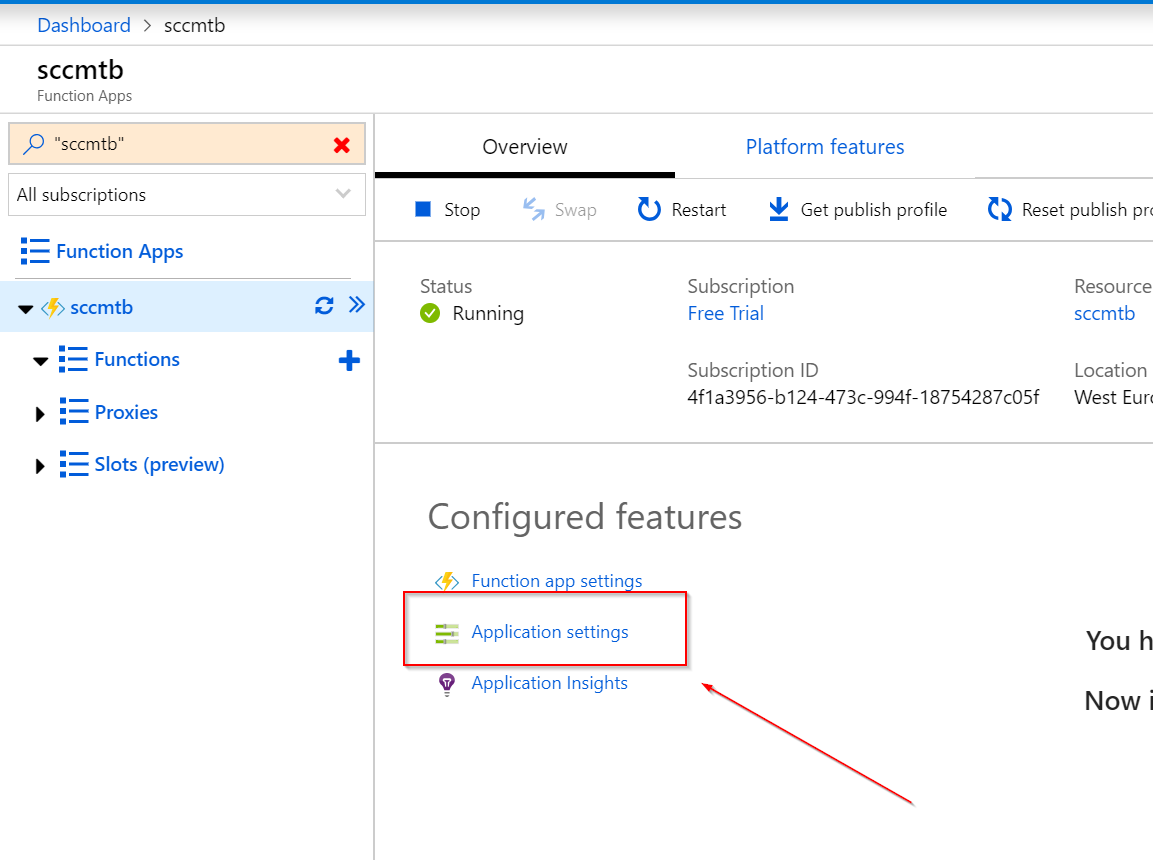 Dashboard > sccmtb
sccmtb
Function Apps
"sccmtb"
All subscriptions
Function Apps
sccmtb
Functions
Proxies
Slots (preview)
Overview
Platform features
Stop
Swap
Restart
Get publish profile
Reset publish pro
Status
Running
Subscription
Free Trial
Resource
sccmtb
Subscription ID
4f1a3956-b124-473c-994f-18754287c05f
Location
West Euro
Configured features
Function app settings
Application settings
Application Insights
You h
Now i